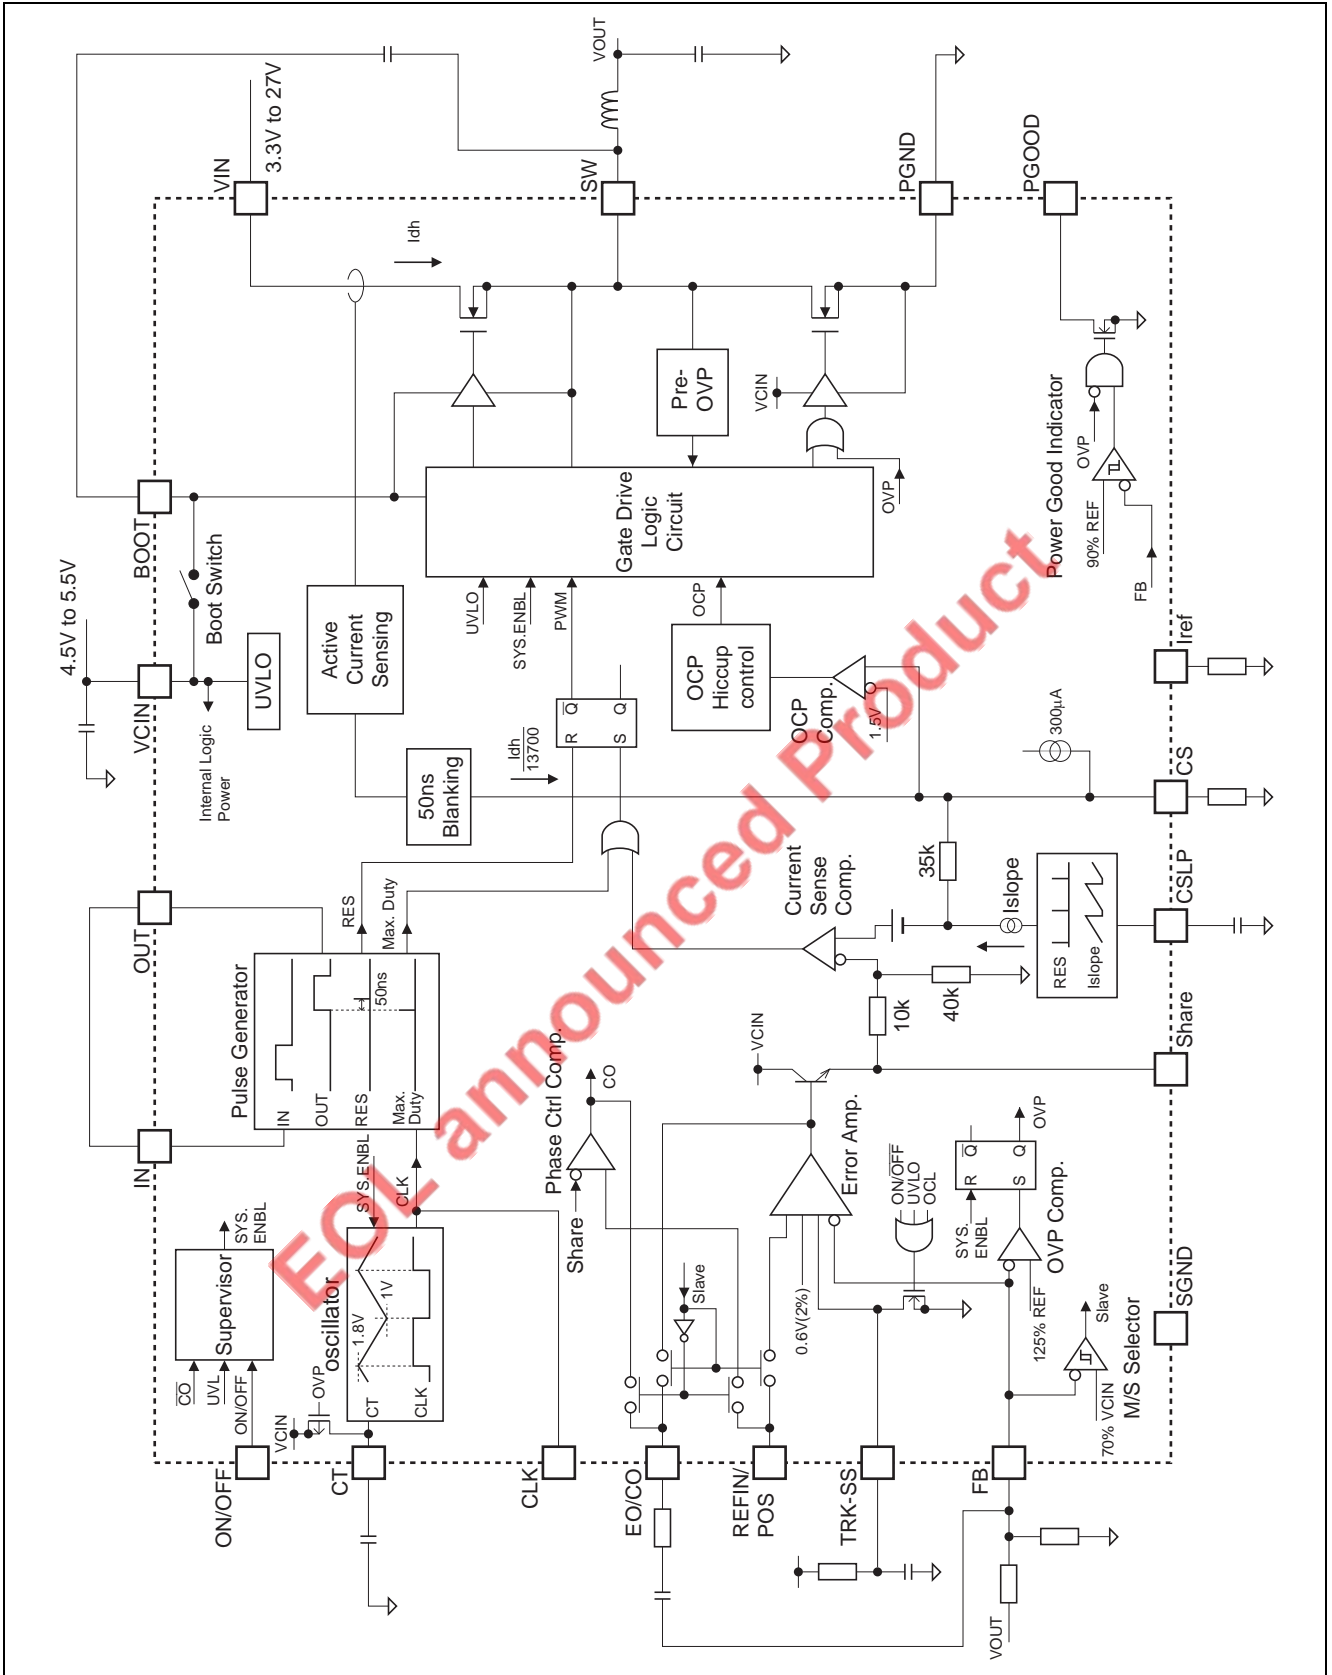 4.5V to 5.5V
3.3V to 27V
IN
OUT
VCIN
BOOT
VIN
Supervisor
C̅O̅
UVL
ON/OFF
SYS.
ENBL
ON/OFF
Pulse Generator
IN
OUT
RES
Max.
Duty
50ns
RES
Max. Duty
Internal Logic
Power
UVLO
Boot Switch
Active
Current
Sensing
Idh
VCIN
OVP
CT
oscillator
1.8V
1V
CT
CLK
SYS.ENBL
CLK
50ns
Blanking
Idh
13700
R
Q̅
S
Q
UVLO
SYS.ENBL
PWM
OCP
Gate Drive
Logic
Circuit
Pre-
OVP
SW
VOUT
CLK
Phase Ctrl Comp.
Share
CO
OCP
Hiccup
control
OCP
Comp.
1.5V
VCIN
OVP
EO/CO
Slave
VCIN
Current
Sense
Comp.
REFIN/
POS
0.6V(2%)
Error Amp.
10k
40k
35k
Islope
TRK-SS
O̅N̅/̅O̅F̅F̅
UVLO
OCL
PGND
SYS.
ENBL
R
Q̅
S
Q
OVP
OVP Comp.
125% REF
RES
Islope
300µA
Power Good Indicator
90% REF
OVP
FB
PGOOD
FB
VOUT
70% VCIN
M/S Selector
Slave
SGND
Share
CSLP
CS
Iref
EOL announced Product